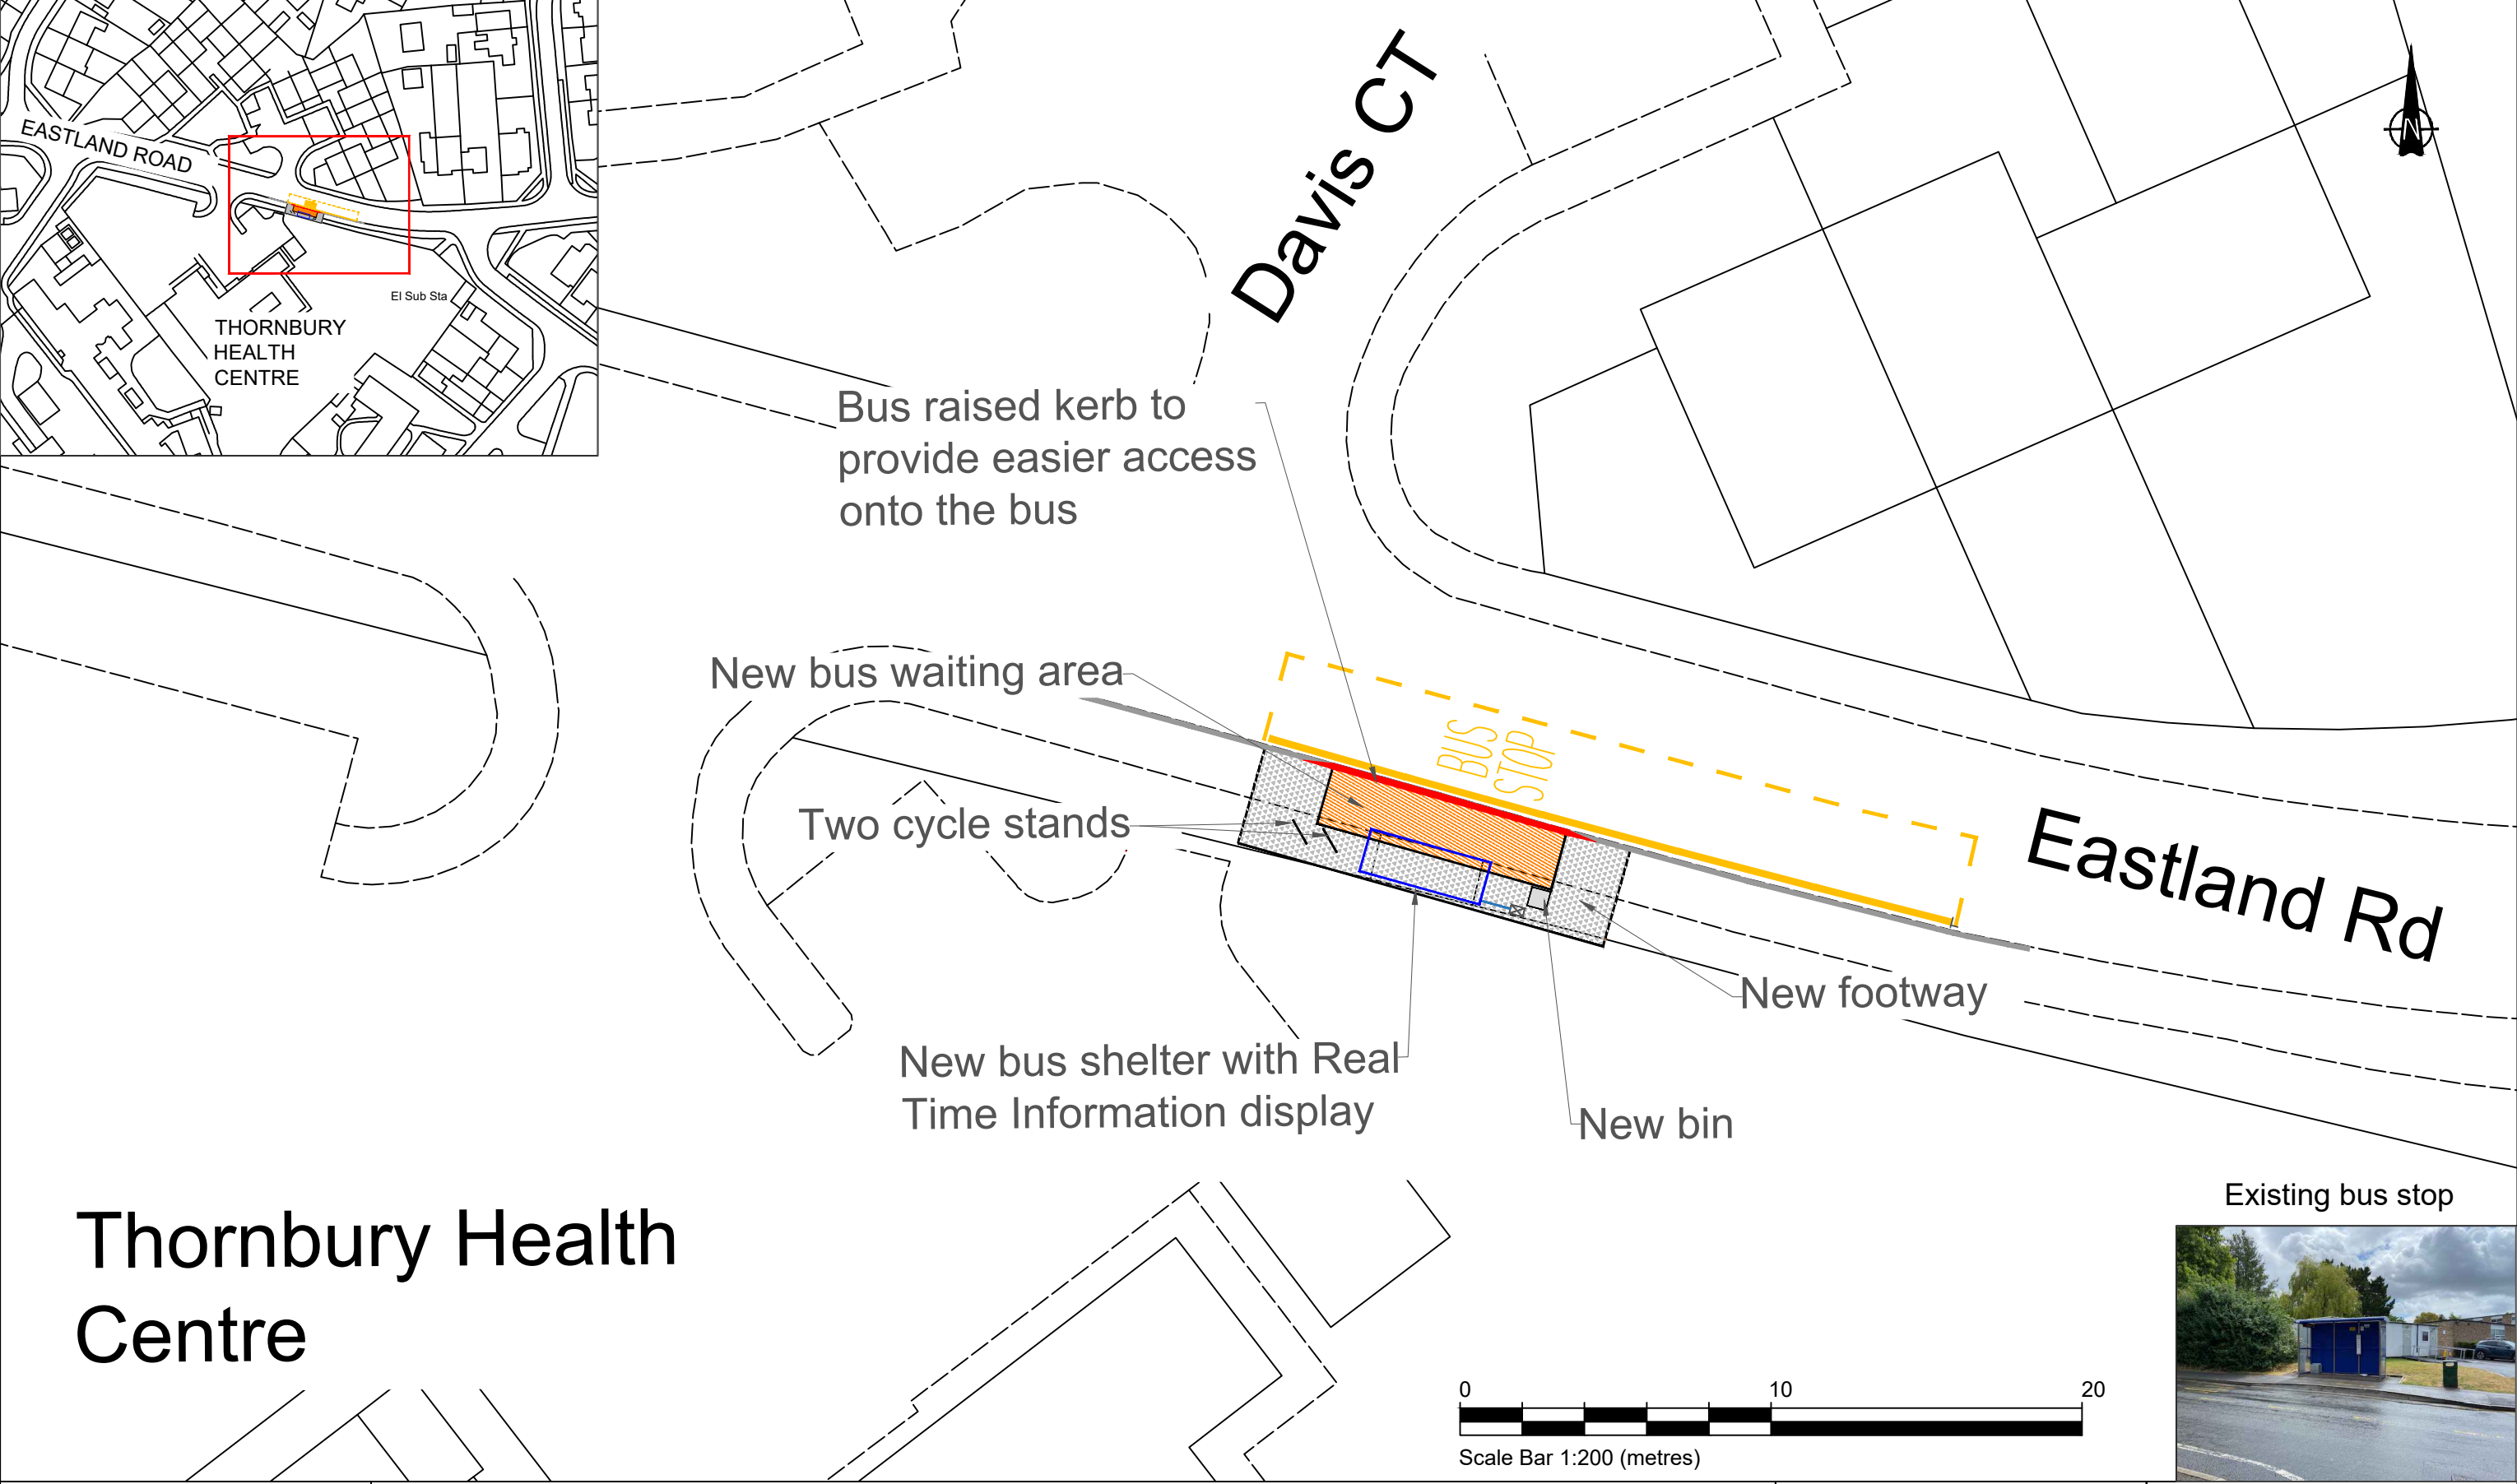 EASTLAND ROAD
El Sub Sta
THORNBURY
HEALTH
CENTRE
Davis CT
N
Bus raised kerb to
provide easier access
onto the bus
New bus waiting area
BUS
STOP
Two cycle stands
Eastland Rd
New footway
New bus shelter with Real
Time Information display
New bin
Thornbury Health
Centre
Existing bus stop
0 10 20
Scale Bar 1:200 (metres)